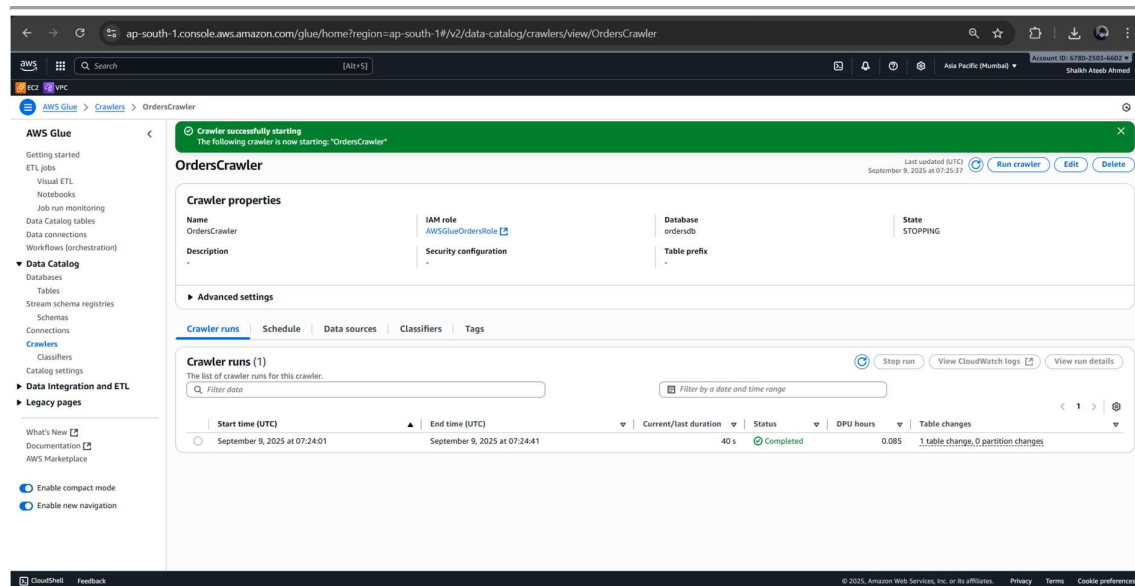 ap-south-1.console.aws.amazon.com/glue/home?region=ap-south-1#/v2/data-catalog/crawlers/view/OrdersCrawler
aws Search [Alt+S] Asia Pacific (Mumbai) Account ID: 6780-2503-6602
Shaikh Ateeb Ahmed
EC2 VPC
AWS Glue > Crawlers > OrdersCrawler
AWS Glue
Getting started
ETL jobs
Visual ETL
Notebooks
Job run monitoring
Data Catalog tables
Data connections
Workflows (orchestration)
Data Catalog
Databases
Tables
Stream schema registries
Schemas
Connections
Crawlers
Classifiers
Catalog settings
Data Integration and ETL
Legacy pages
What's New
Documentation
AWS Marketplace
Enable compact mode
Enable new navigation
Crawler successfully starting
The following crawler is now starting: "OrdersCrawler"
OrdersCrawler
Last updated (UTC)
September 9, 2025 at 07:25:37
Run crawler Edit Delete
Crawler properties
Name IAM role Database State
OrdersCrawler AWSGlueOrdersRole ordersdb STOPPING
Description Security configuration Table prefix
- - -
Advanced settings
Crawler runs Schedule Data sources Classifiers Tags
Crawler runs (1) Stop run View CloudWatch logs View run details
The list of crawler runs for this crawler.
Filter data Filter by a date and time range
1
Start time (UTC) End time (UTC) Current/last duration Status DPU hours Table changes
September 9, 2025 at 07:24:01 September 9, 2025 at 07:24:41 40 s Completed 0.085 1 table change, 0 partition changes
CloudShell Feedback © 2025, Amazon Web Services, Inc. or its affiliates. Privacy Terms Cookie preferences